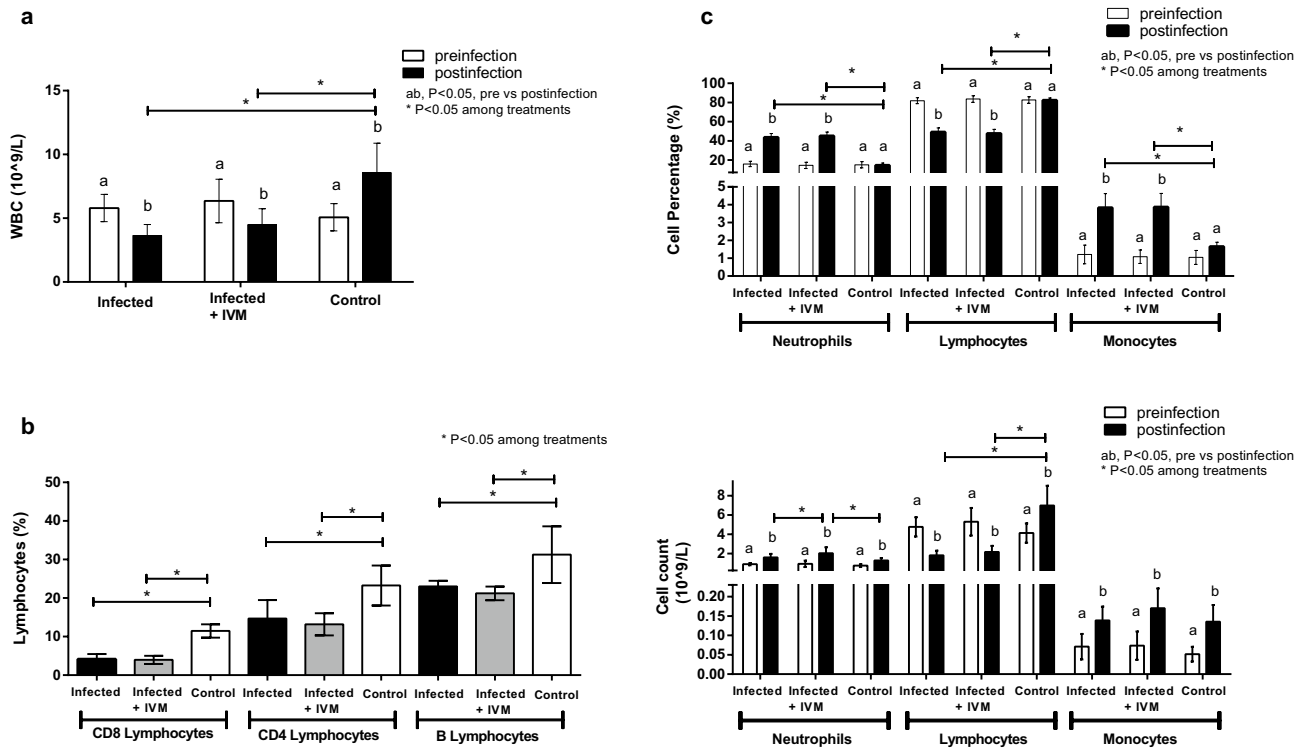 a
preinfection
postinfection
ab, P<0.05, pre vs postinfection
* P<0.05 among treatments
20
15
10
5
0
WBC (10^9/L)
*
*
a
b
a
b
a
b
Infected
Infected
+ IVM
Control
b
* P<0.05 among treatments
50
40
30
20
10
0
Lymphocytes (%)
*
*
*
*
*
*
Infected
Infected
+ IVM
Control
Infected
Infected
+ IVM
Control
Infected
Infected
+ IVM
Control
CD8 Lymphocytes
CD4 Lymphocytes
B Lymphocytes
c
preinfection
postinfection
ab, P<0.05, pre vs postinfection
* P<0.05 among treatments
100
80
60
40
20
6
5
4
3
2
1
0
Cell Percentage (%)
*
*
*
*
*
*
a
b
a
b
a
a
a
b
a
b
a
a
a
b
a
b
a
a
Infected
Infected
+ IVM
Control
Infected
Infected
+ IVM
Control
Infected
Infected
+ IVM
Control
Neutrophils
Lymphocytes
Monocytes
preinfection
postinfection
ab, P<0.05, pre vs postinfection
* P<0.05 among treatments
8
6
4
2
0.20
0.15
0.10
0.05
0.00
Cell count
(10^9/L)
*
*
*
*
a
b
a
b
a
b
a
b
a
b
a
b
a
b
a
b
a
b
Infected
Infected
+ IVM
Control
Infected
Infected
+ IVM
Control
Infected
Infected
+ IVM
Control
Neutrophils
Lymphocytes
Monocytes